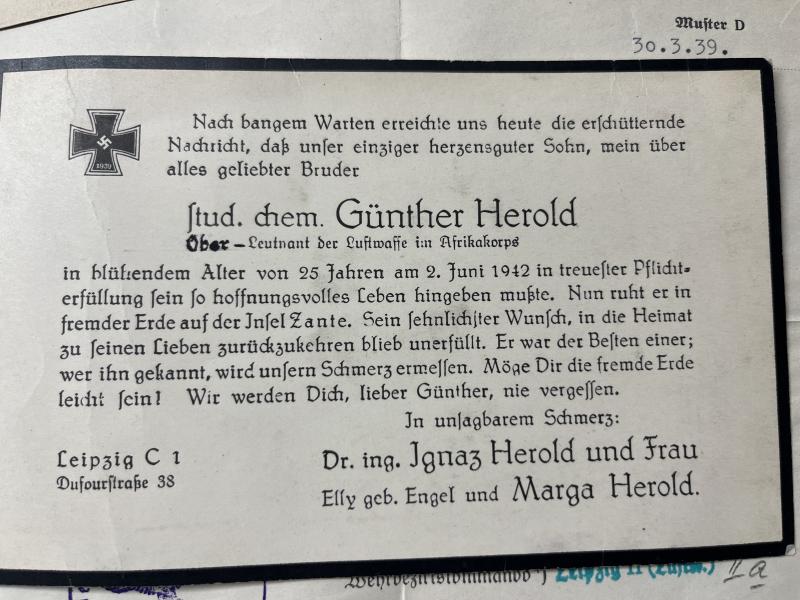 Muſter D
30.3.39.
1939
Nach bangem Warten erreichte uns heute die erſchütternde
Nachricht, daß unſer einziger herzensguter Sohn, mein über
alles geliebter Bruder
ſtud. chem. Günther Herold
Ober-Leutnant der Luftwaffe im Afrikakorps
in blühendem Alter von 25 Jahren am 2. Juni 1942 in treueſter Pflicht-
erfüllung ſein ſo hoffnungsvolles Leben hingeben mußte. Nun ruht er in
fremder Erde auf der Inſel Zante. Sein ſehnlichſter Wunſch, in die Heimat
zu ſeinen Lieben zurückzukehren blieb unerfüllt. Er war der Beſten einer;
wer ihn gekannt, wird unſern Schmerz ermeſſen. Möge Dir die fremde Erde
leicht ſein! Wir werden Dich, lieber Günther, nie vergeſſen.
In unſagbarem Schmerz:
Leipzig C 1
Dufourſtraße 38
Dr. ing. Ignaz Herold und Frau
Elly geb. Engel und Marga Herold.
Wehrbezirkskommando Leipzig II IIa